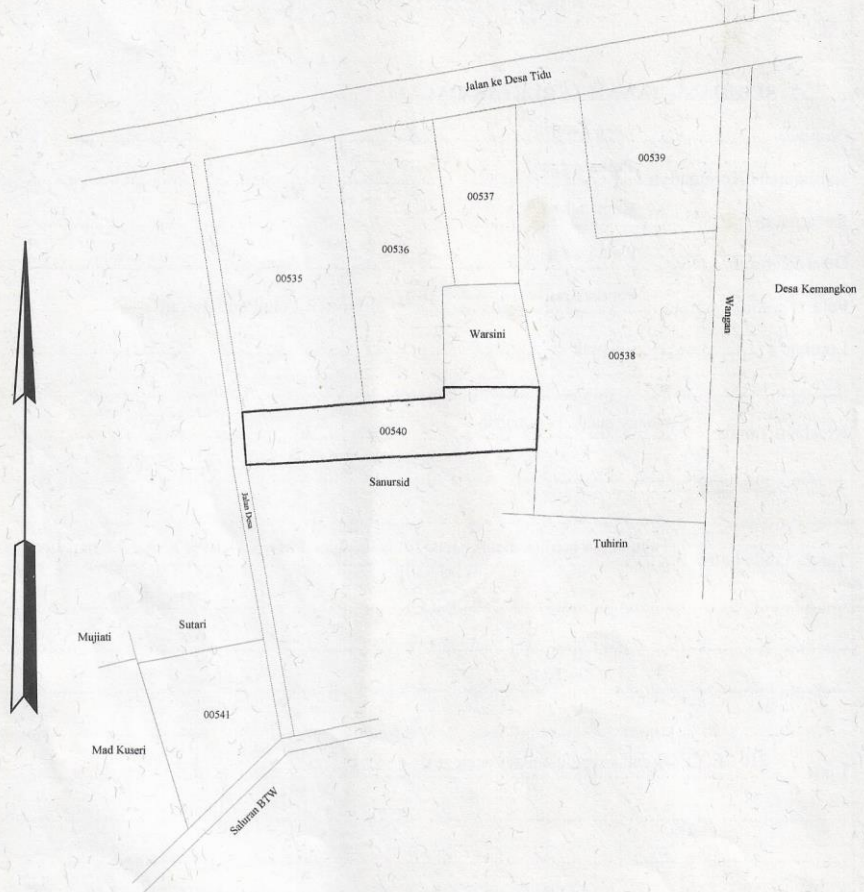 Jalan ke Desa Tidu
00539
00537
00536
00535
Desa Kemangkon
Wangan
Warsini
00538
00540
Sanursid
Jalan Desa
Tuhirin
Sutari
Mujiati
00541
Mad Kuseri
Saluran BTW